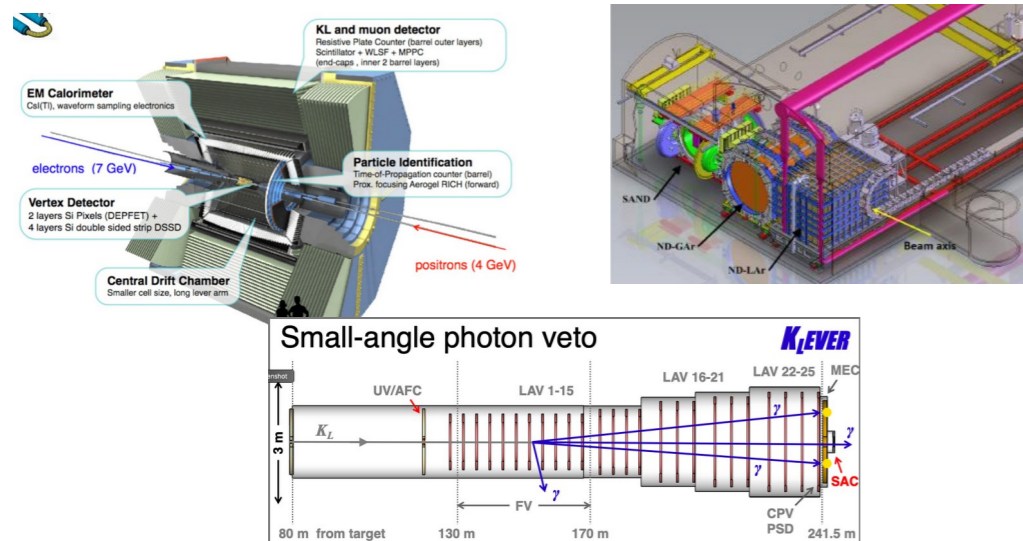 KL and muon detector
Resistive Plate Counter (barrel outer layers)
Scintillator + WLSF + MPPC
(end-caps , inner 2 barrel layers)
EM Calorimeter
CsI(Tl), waveform sampling electronics
electrons (7 GeV)
Particle Identification
Time-of-Propagation counter (barrel)
Prox. focusing Aerogel RICH (forward)
Vertex Detector
2 layers Si Pixels (DEPFET) +
4 layers Si double sided strip DSSD
positrons (4 GeV)
Central Drift Chamber
Smaller cell size, long lever arm
SAND
ND-GAr
ND-LAr
Beam axis
Small-angle photon veto
KLEVER
enshot
UV/AFC
LAV 1-15
LAV 16-21
LAV 22-25
MEC
3 m
K_L
γ
γ
γ
γ
SAC
FV
CPV
PSD
80 m from target
130 m
170 m
241.5 m